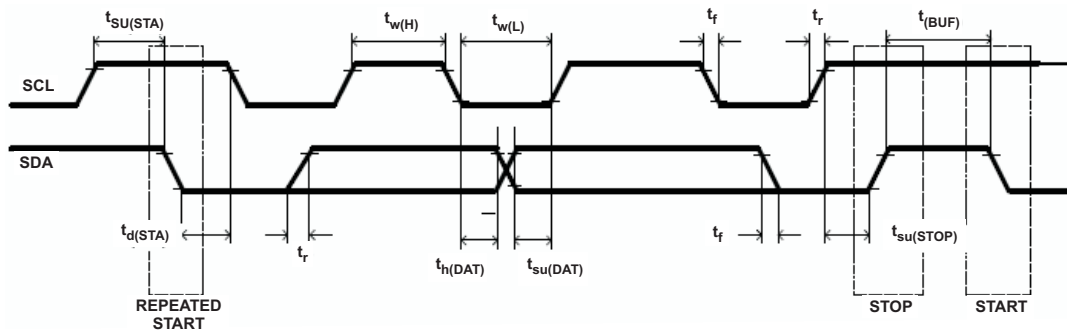 tSU(STA)
tw(H)
tw(L)
tf
tr
t(BUF)
SCL
SDA
td(STA)
tr
th(DAT)
tsu(DAT)
tf
tsu(STOP)
REPEATED
START
STOP
START